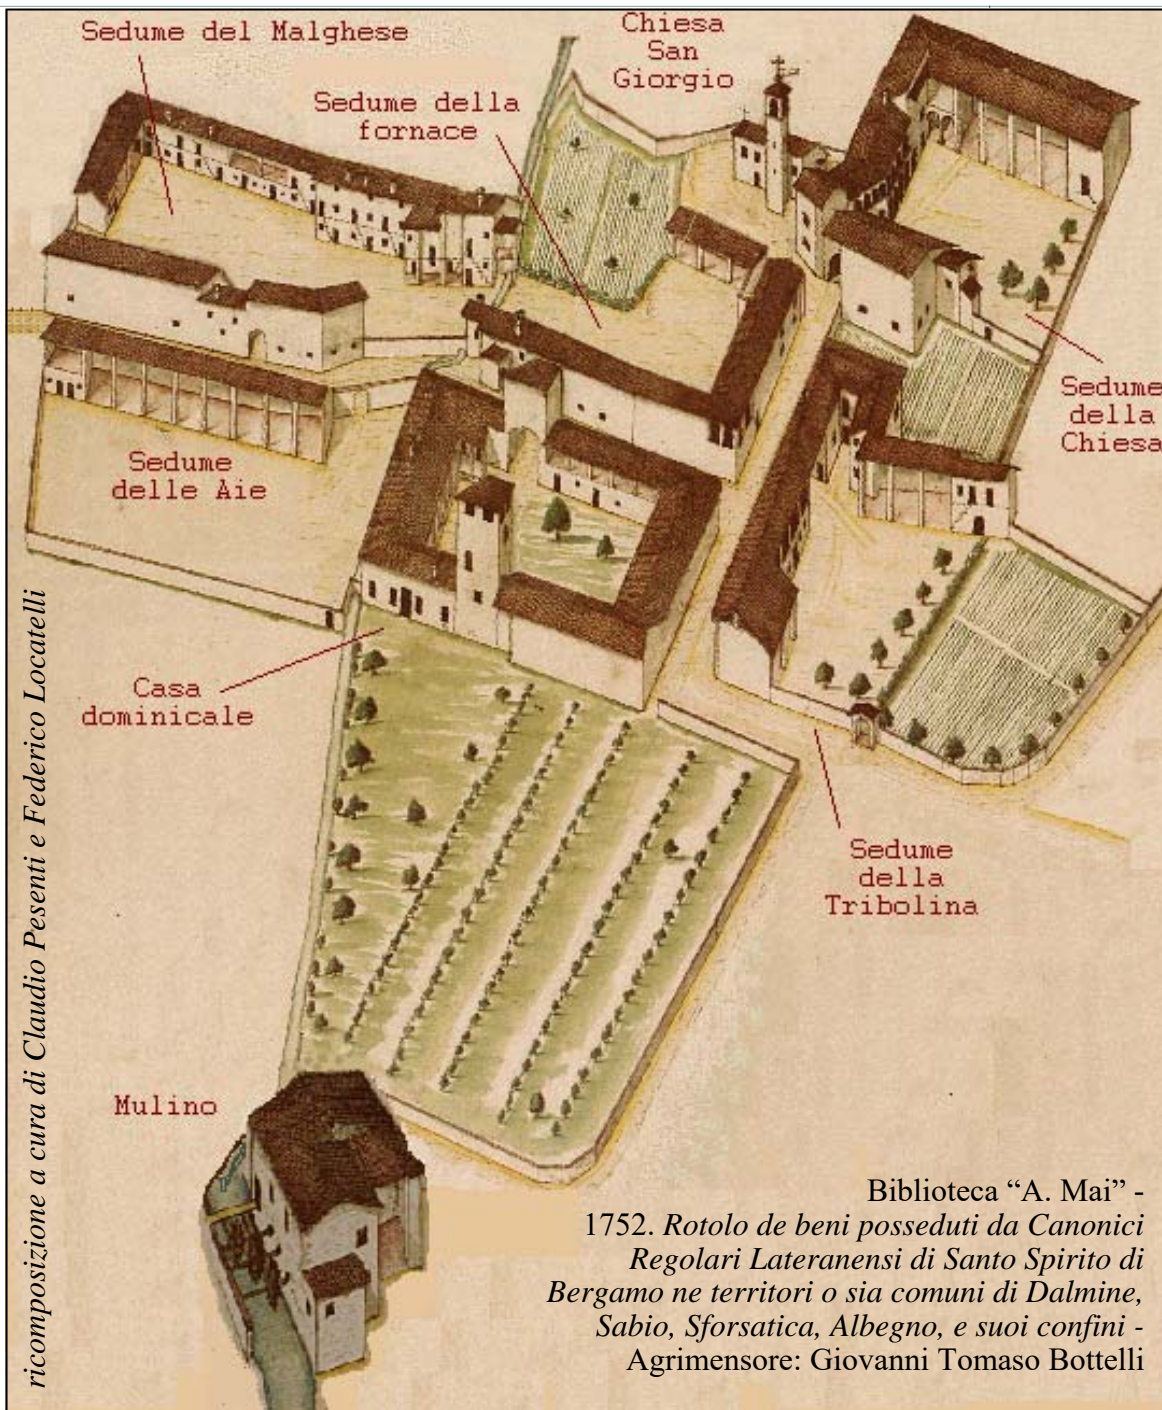 Sedume del Malghese
Sedume della
fornace
Chiesa
San
Giorgio
Sedume
della
Chiesa
Sedume
delle Aie
Casa
dominicale
Sedume
della
Tribolina
Mulino
ricomposizione a cura di Claudio Pesenti e Federico Locatelli
Biblioteca “A. Mai” -
1752. Rotolo de beni posseduti da Canonici
Regolari Lateranensi di Santo Spirito di
Bergamo ne territori o sia comuni di Dalmine,
Sabio, Sforsatica, Albegno, e suoi confini -
Agrimensore: Giovanni Tomaso Bottelli